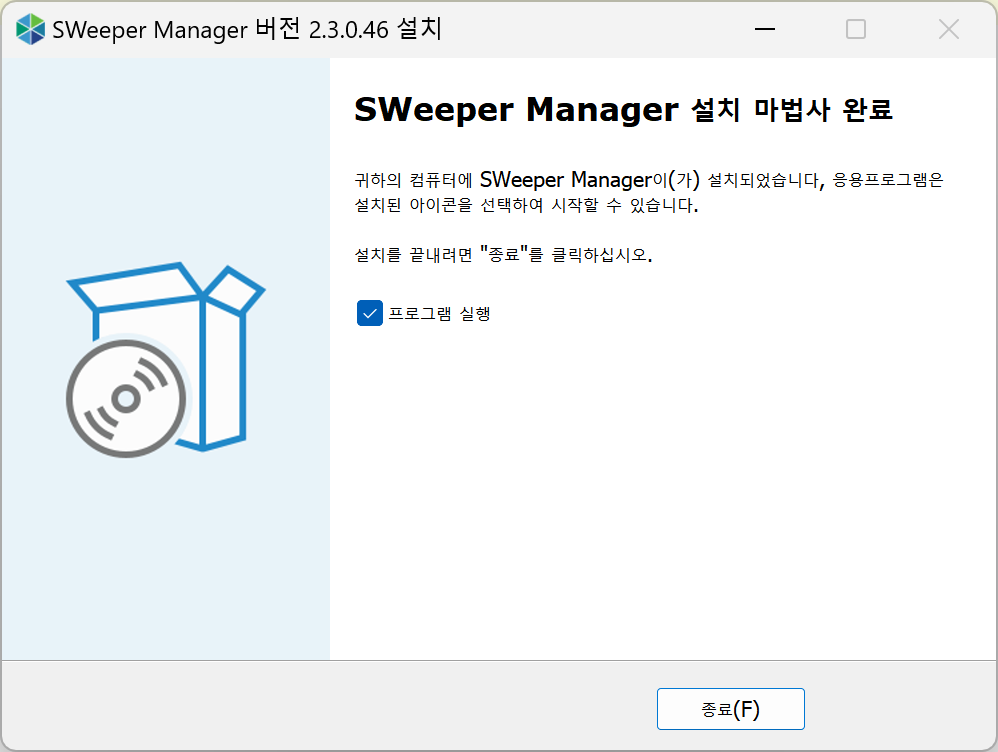 SWeeper Manager 버전 2.3.0.46 설치
SWeeper Manager 설치 마법사 완료
귀하의 컴퓨터에 SWeeper Manager이(가) 설치되었습니다, 응용프로그램은
설치된 아이콘을 선택하여 시작할 수 있습니다.
설치를 끝내려면 "종료"를 클릭하십시오.
프로그램 실행
종료(F)